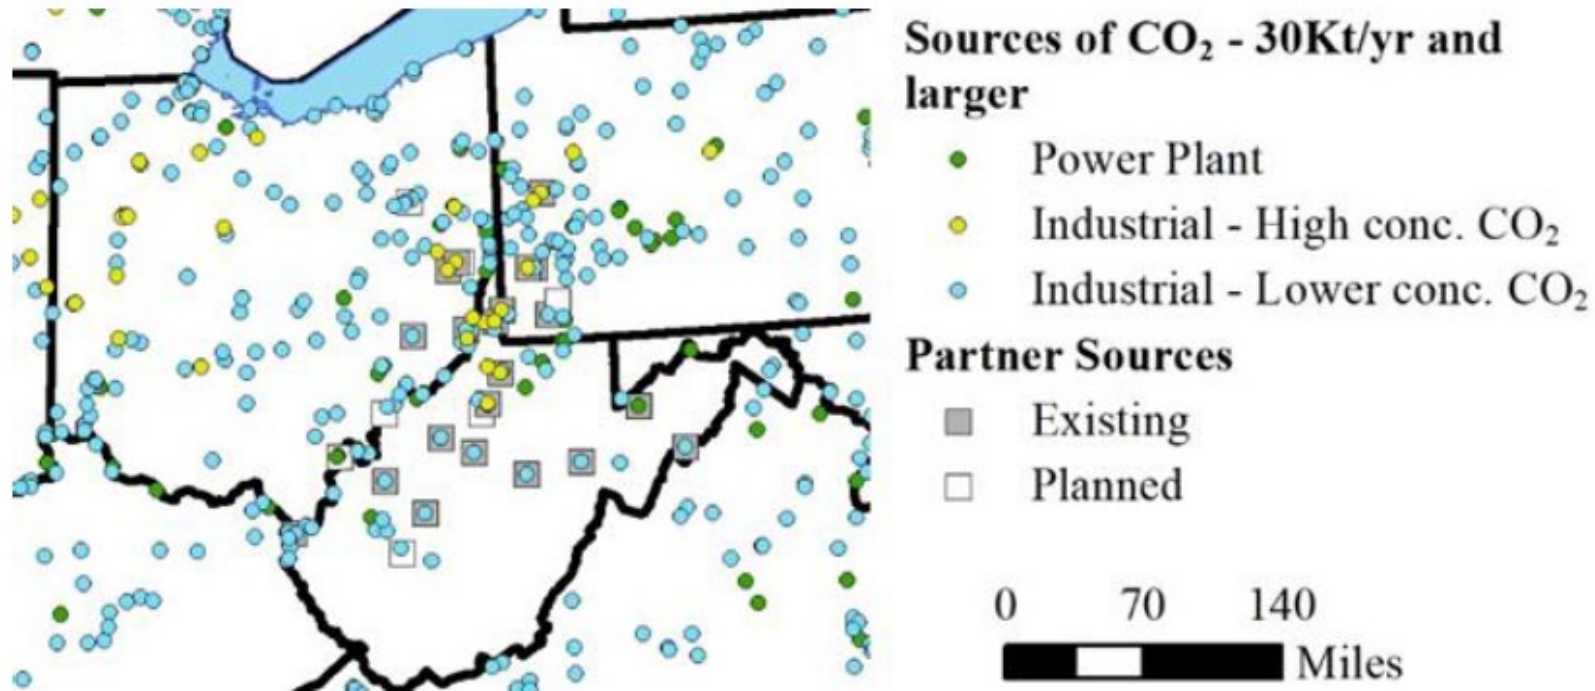 Sources of CO₂ - 30Kt/yr and
larger
Power Plant
Industrial - High conc. CO₂
Industrial - Lower conc. CO₂
Partner Sources
Existing
Planned
0 70 140
Miles